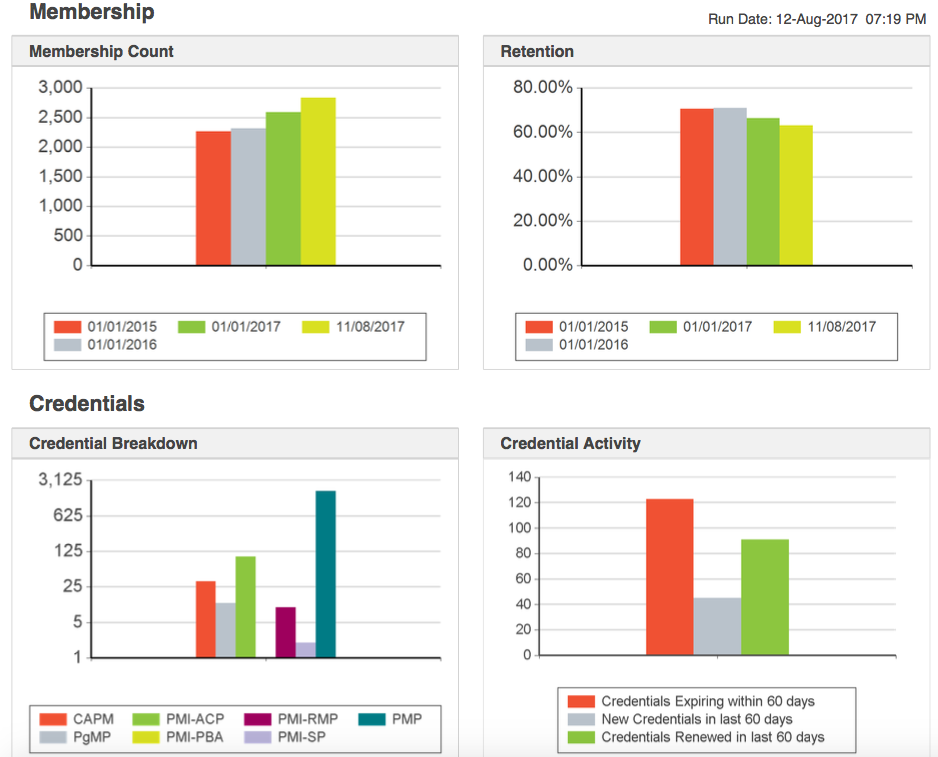 Membership
Run Date: 12-Aug-2017 07:19 PM
Membership Count
3,000
2,500
2,000
1,500
1,000
500
0
01/01/2015 01/01/2017 11/08/2017
01/01/2016
Retention
80.00%
60.00%
40.00%
20.00%
0.00%
01/01/2015 01/01/2017 11/08/2017
01/01/2016
Credentials
Credential Breakdown
3,125
625
125
25
5
1
CAPM PMI-ACP PMI-RMP PMP
PgMP PMI-PBA PMI-SP
Credential Activity
140
120
100
80
60
40
20
0
Credentials Expiring within 60 days
New Credentials in last 60 days
Credentials Renewed in last 60 days